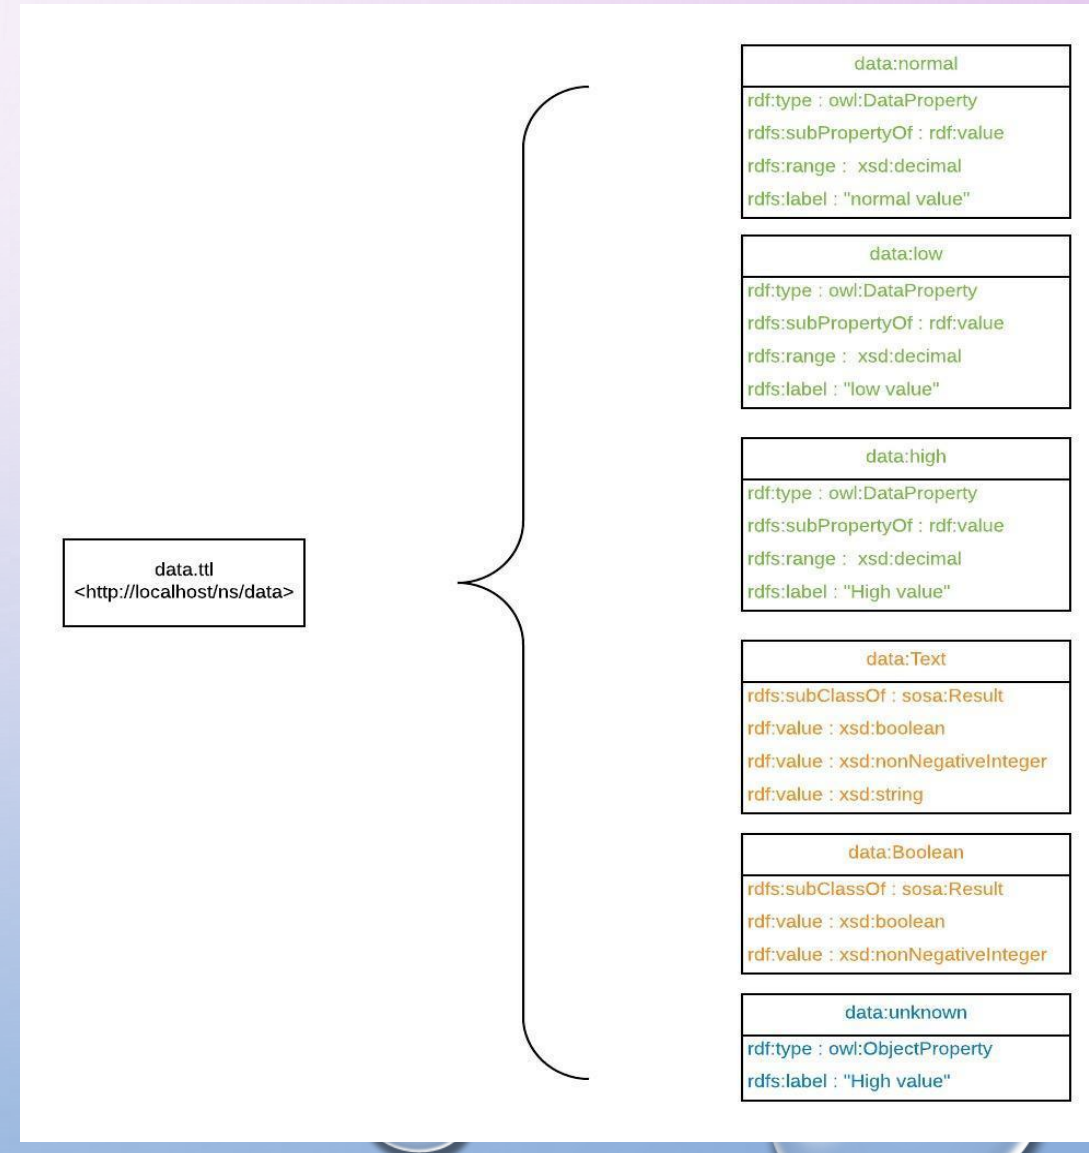 data.ttl
<http://localhost/ns/data>
data:normal
rdf:type : owl:DataProperty
rdfs:subPropertyOf : rdf:value
rdfs:range :  xsd:decimal
rdfs:label : "normal value"
data:low
rdf:type : owl:DataProperty
rdfs:subPropertyOf : rdf:value
rdfs:range :  xsd:decimal
rdfs:label : "low value"
data:high
rdf:type : owl:DataProperty
rdfs:subPropertyOf : rdf:value
rdfs:range :  xsd:decimal
rdfs:label : "High value"
data:Text
rdfs:subClassOf : sosa:Result
rdf:value : xsd:boolean
rdf:value : xsd:nonNegativeInteger
rdf:value : xsd:string
data:Boolean
rdfs:subClassOf : sosa:Result
rdf:value : xsd:boolean
rdf:value : xsd:nonNegativeInteger
data:unknown
rdf:type : owl:ObjectProperty
rdfs:label : "High value"